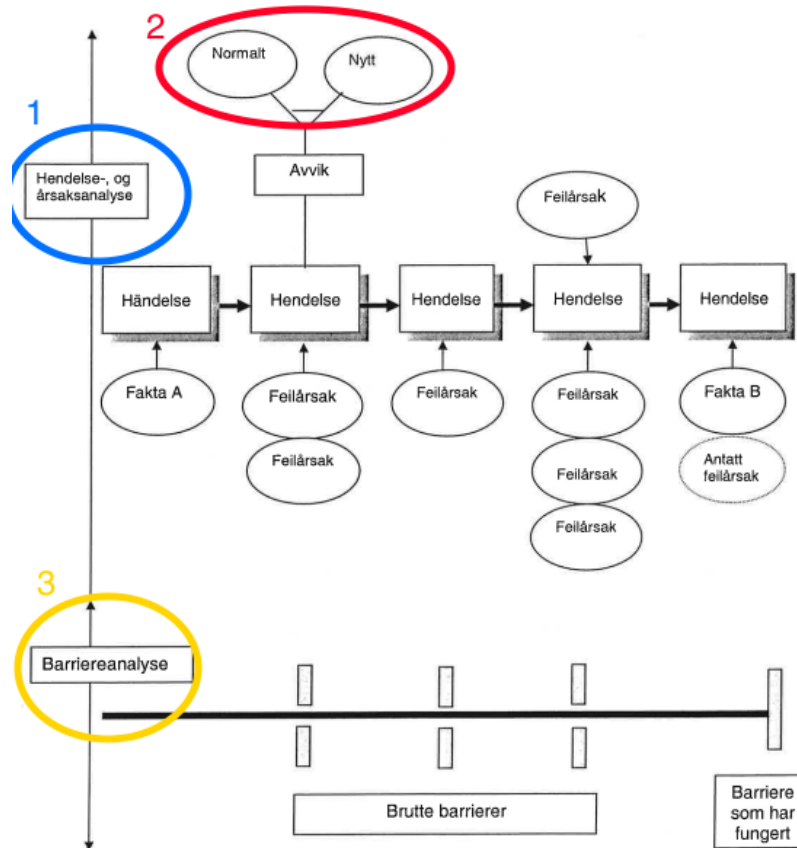 2
Normalt
Nytt
1
Hendelse-, og
årsaksanalyse
Avvik
Feilårsak
Händelse
Hendelse
Hendelse
Hendelse
Hendelse
Fakta A
Feilårsak
Feilårsak
Feilårsak
Fakta B
Feilårsak
Feilårsak
Antatt
feilårsak
Feilårsak
3
Barriereanalyse
Brutte barrierer
Barriere
som har
fungert